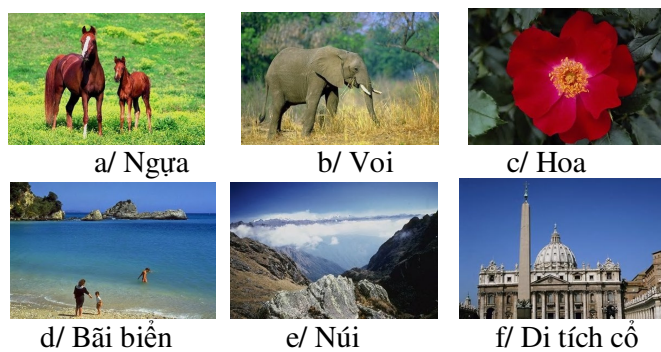 a/ Ngựa
b/ Voi
c/ Hoa
d/ Bãi biển
e/ Núi
f/ Di tích cổ